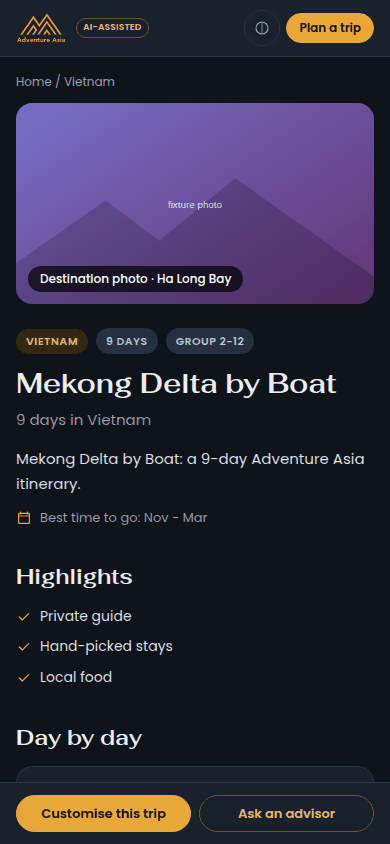 Adventure Asia
AI-ASSISTED
Plan a trip
Home / Vietnam
fixture photo
Destination photo · Ha Long Bay
VIETNAM
9 DAYS
GROUP 2-12
Mekong Delta by Boat
9 days in Vietnam
Mekong Delta by Boat: a 9-day Adventure Asia
itinerary.
Best time to go: Nov - Mar
Highlights
Private guide
Hand-picked stays
Local food
Day by day
Customise this trip
Ask an advisor